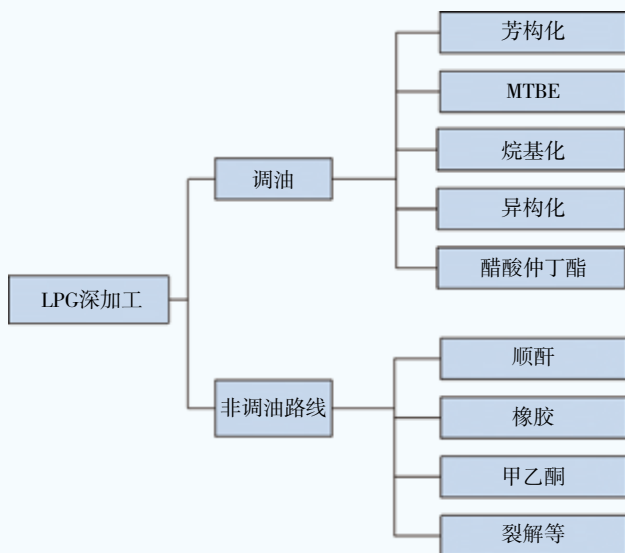 芳构化
MTBE
烷基化
调油
异构化
醋酸仲丁酯
LPG深加工
顺酐
非调油路线
橡胶
甲乙酮
裂解等